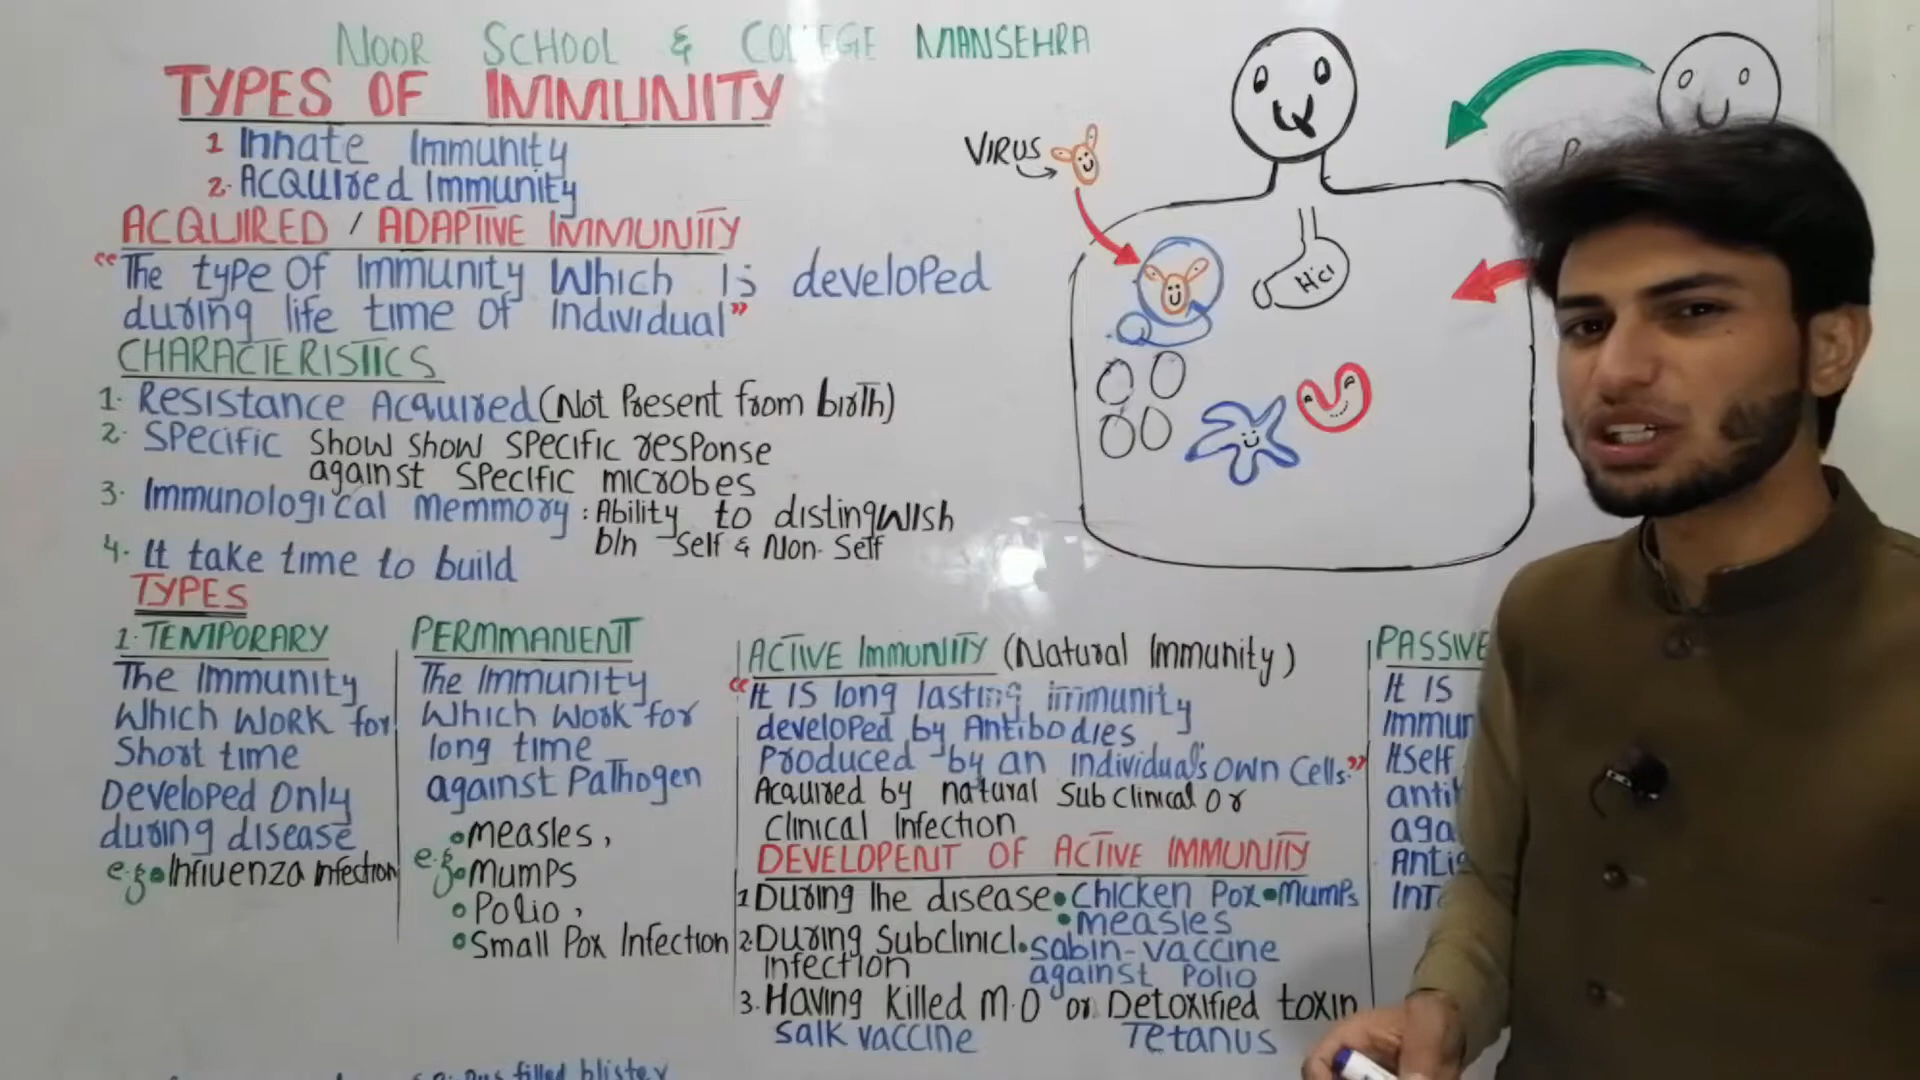 NOOR SCHOOL & COLLEGE MANSEHRA
TYPES OF IMMUNITY
1 Innate Immunity
2. Acquired Immunity
ACQUIRED / ADAPTIVE IMMUNITY
"The type of Immunity Which is developed
during life time of Individual"
CHARACTERISTICS
1. Resistance Acquired (Not Present from birth)
2. Specific Show show specific response
against specific microbes
3. Immunological memmory : Ability to distingwish
b/n Self & Non-Self
4. It take time to build
TYPES
1. TEMPORARY
The Immunity
Which work for
Short time
Developed Only
during disease
e.g Influenza Infection
PERMMANENT
The Immunity
Which work for
long time
against Pathogen
e.g measles,
Mumps
Polio,
Small Pox Infection
ACTIVE Immunity (Natural Immunity)
"It is long lasting immunity
developed by Antibodies
Produced by an individual's own Cells."
Acquired by natural Sub Clinical Or
Clinical Infection
DEVELOPENT OF ACTIVE IMMUNITY
1 During the disease Chicken Pox Mumps
measles
2. During Subclinicl Sabin-vaccine
Infection against Polio
3. Having Killed M.O or Detoxified toxin
Salk vaccine Tetanus
PASSIVE
It is
Immun
Itself
anti
aga
Anti
VIRUS
HCl
filled blister